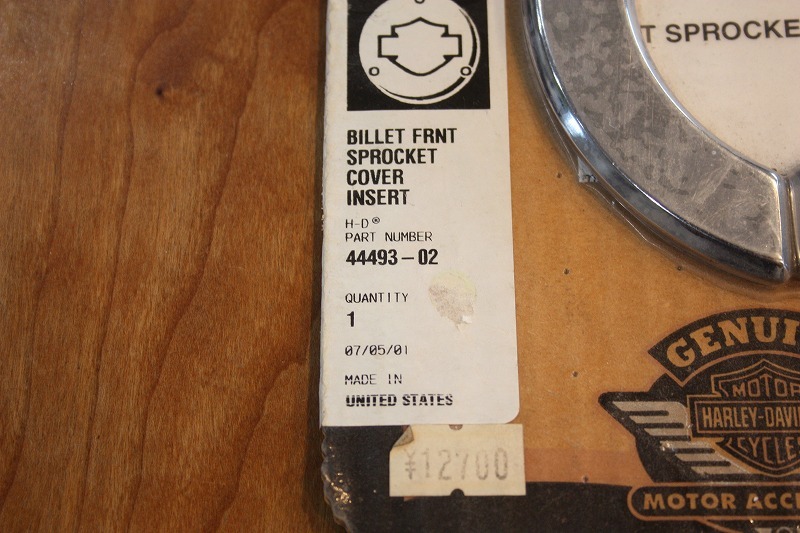 BILLET FRNT
SPROCKET
COVER
INSERT
H-D®
PART NUMBER
44493-02
QUANTITY
1
07/05/01
MADE IN
UNITED STATES
¥12700
T SPROCKE
GENUI
MOTOR
HARLEY-DAVI
CYCLES
MOTOR ACC